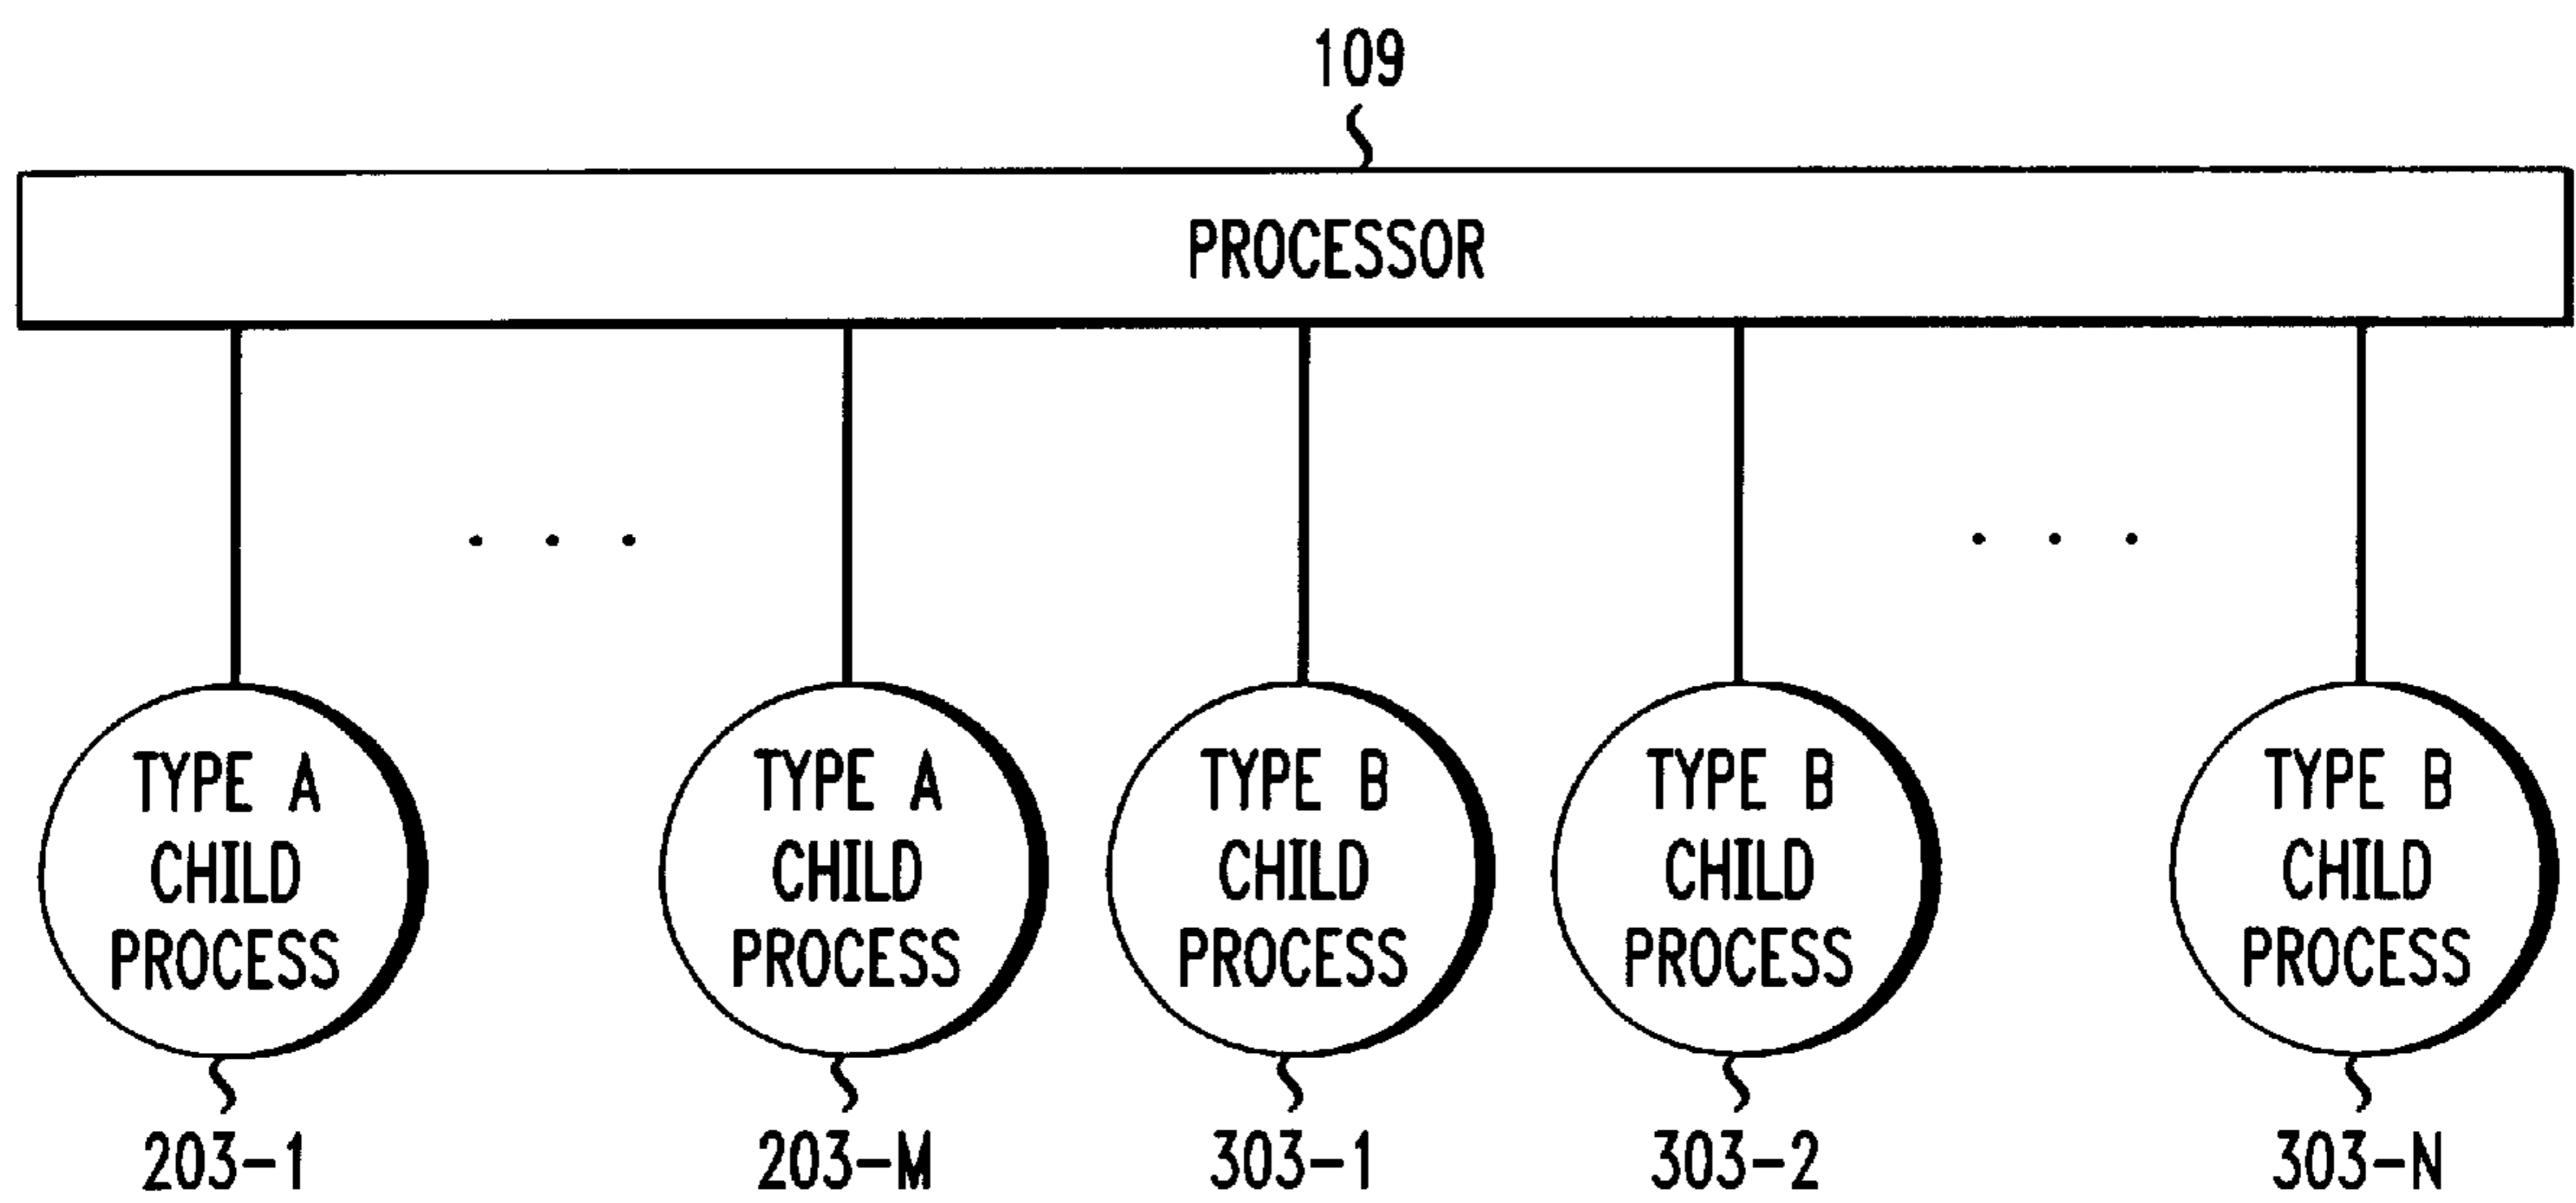 109
PROCESSOR
. . .
. . .
TYPE A
CHILD
PROCESS
TYPE A
CHILD
PROCESS
TYPE B
CHILD
PROCESS
TYPE B
CHILD
PROCESS
TYPE B
CHILD
PROCESS
203-1
203-M
303-1
303-2
303-N